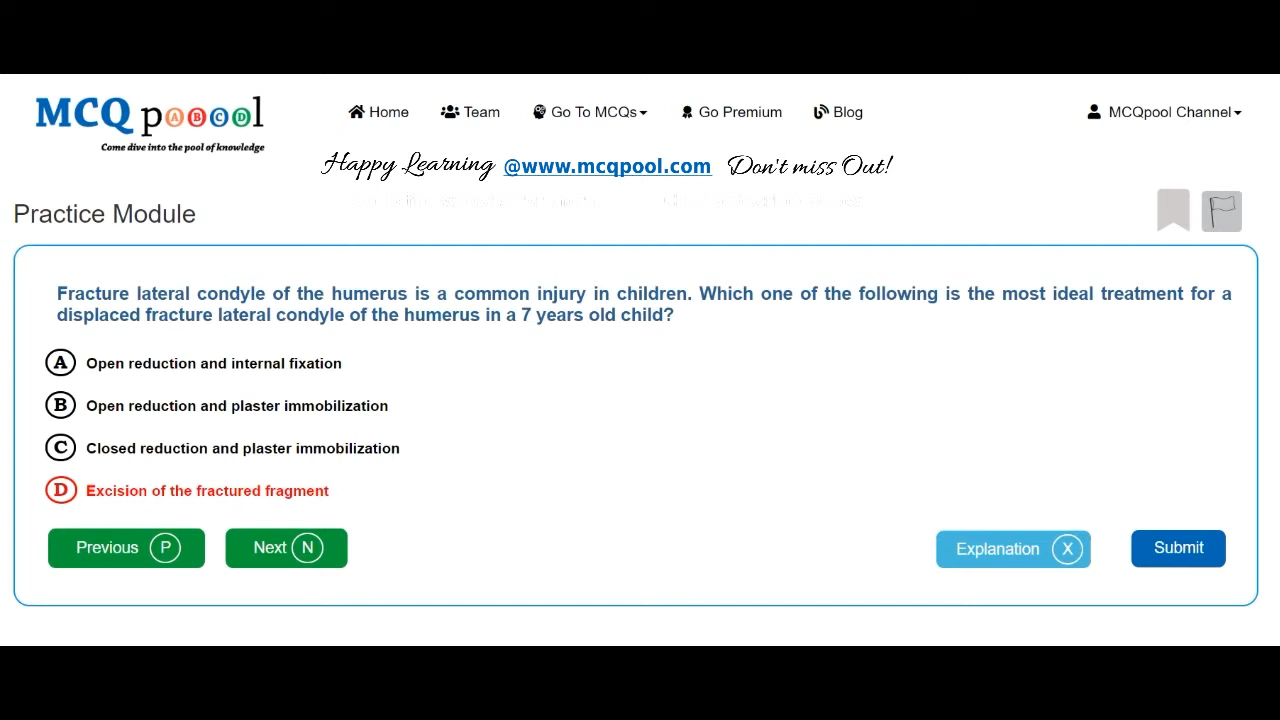 MCQ pABCDl
Come dive into the pool of knowledge
Home Team Go To MCQs Go Premium Blog MCQpool Channel
Happy Learning @www.mcqpool.com Don't miss Out!
Practice Module
Fracture lateral condyle of the humerus is a common injury in children. Which one of the following is the most ideal treatment for a
displaced fracture lateral condyle of the humerus in a 7 years old child?
A Open reduction and internal fixation
B Open reduction and plaster immobilization
C Closed reduction and plaster immobilization
D Excision of the fractured fragment
Previous P Next N Explanation X Submit